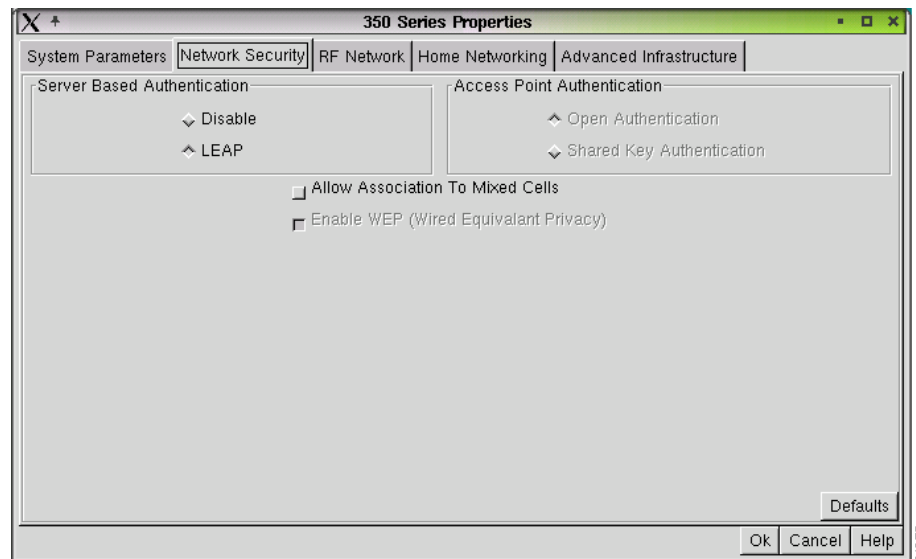 350 Series Properties
System Parameters Network Security RF Network Home Networking Advanced Infrastructure
Server Based Authentication
Disable
LEAP
Access Point Authentication
Open Authentication
Shared Key Authentication
Allow Association To Mixed Cells
Enable WEP (Wired Equivalant Privacy)
Defaults
Ok Cancel Help